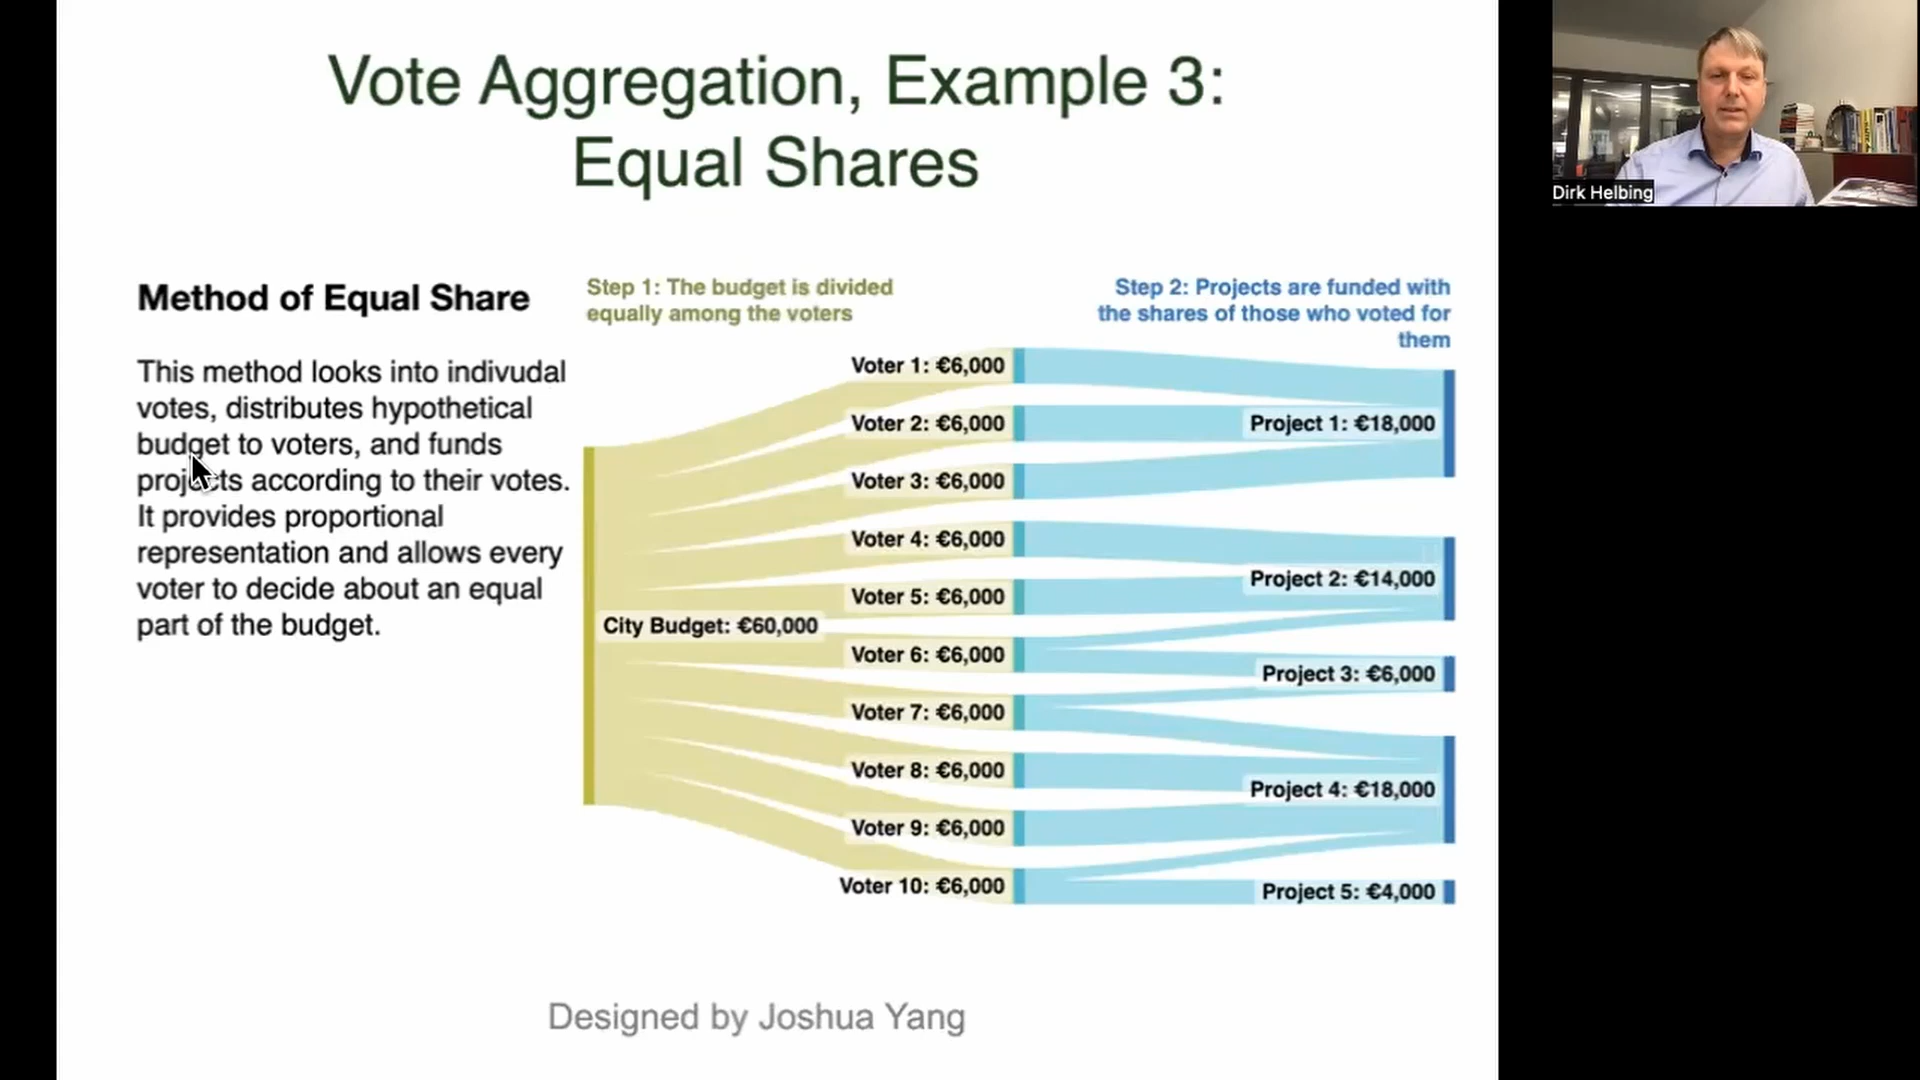 Vote Aggregation, Example 3:
Equal Shares
Dirk Helbing
Method of Equal Share
This method looks into indivudal
votes, distributes hypothetical
budget to voters, and funds
projects according to their votes.
It provides proportional
representation and allows every
voter to decide about an equal
part of the budget.
Step 1: The budget is divided
equally among the voters
Step 2: Projects are funded with
the shares of those who voted for
them
City Budget: €60,000
Voter 1: €6,000
Voter 2: €6,000
Voter 3: €6,000
Voter 4: €6,000
Voter 5: €6,000
Voter 6: €6,000
Voter 7: €6,000
Voter 8: €6,000
Voter 9: €6,000
Voter 10: €6,000
Project 1: €18,000
Project 2: €14,000
Project 3: €6,000
Project 4: €18,000
Project 5: €4,000
Designed by Joshua Yang